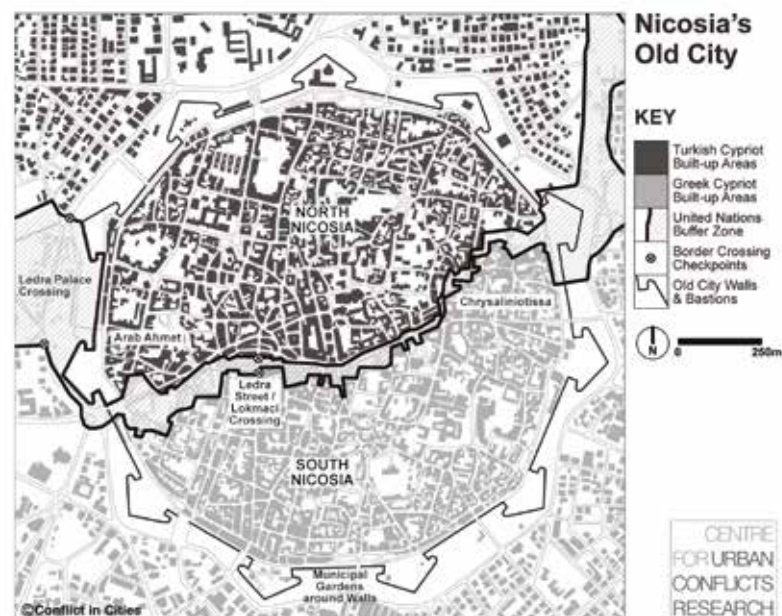 Nicosia's
Old City
KEY
Turkish Cypriot
Built-up Areas
Greek Cypriot
Built-up Areas
United Nations
Buffer Zone
Border Crossing
Checkpoints
Old City Walls
& Bastions
N
0 250m
NORTH
NICOSIA
Ledra Palace
Crossing
Chrysaliniotissa
Arab Ahmet
Ledra
Street /
Lokmaci
Crossing
SOUTH
NICOSIA
Municipal
Gardens
around Walls
©Conflict in Cities
CENTRE
FOR URBAN
CONFLICTS
RESEARCH